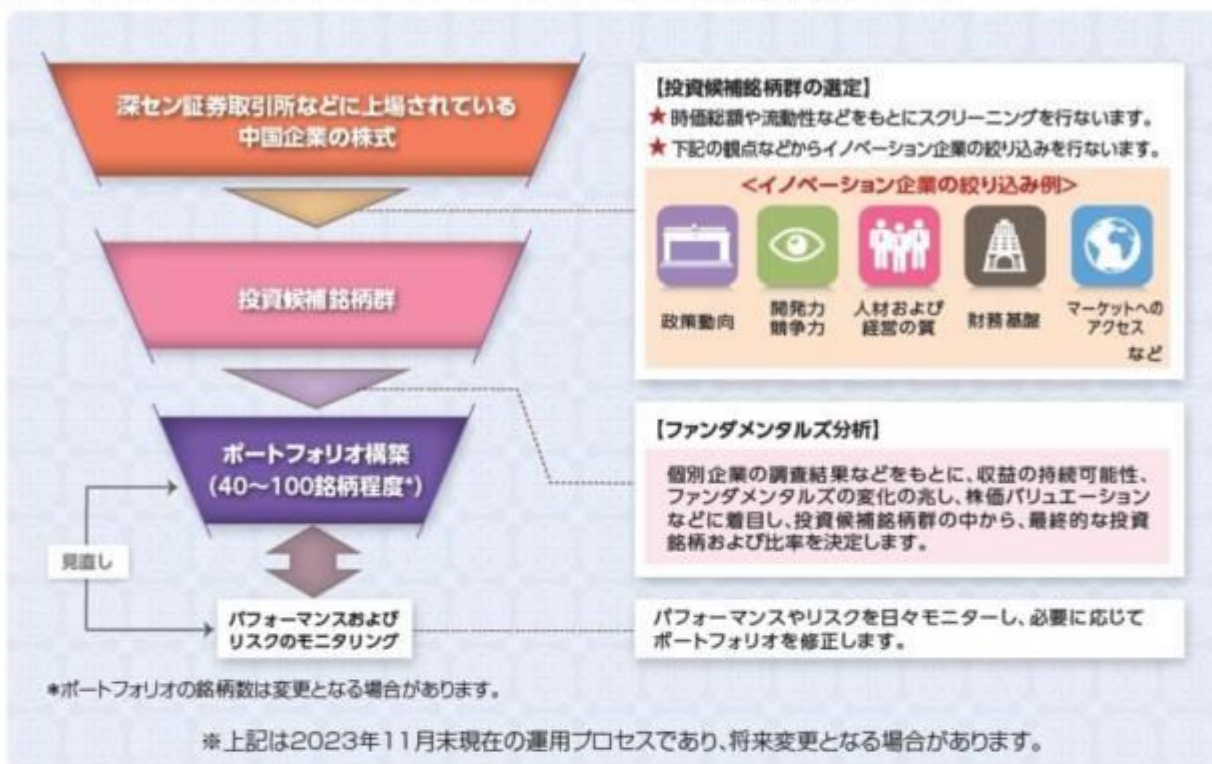 深セン証券取引所などに上場されている
中国企業の株式
【投資候補銘柄群の選定】
★時価総額や流動性などをもとにスクリーニングを行ないます。
★下記の観点などからイノベーション企業の絞り込みを行ないます。
<イノベーション企業の絞り込み例>
政策動向
開発力
競争力
人材および
経営の質
財務基盤
マーケットへの
アクセス
など
投資候補銘柄群
ポートフォリオ構築
(40〜100銘柄程度*)
【ファンダメンタルズ分析】
個別企業の調査結果などをもとに、収益の持続可能性、
ファンダメンタルズの変化の兆し、株価バリュエーション
などに着目し、投資候補銘柄群の中から、最終的な投資
銘柄および比率を決定します。
見直し
パフォーマンスおよび
リスクのモニタリング
パフォーマンスやリスクを日々モニターし、必要に応じて
ポートフォリオを修正します。
*ポートフォリオの銘柄数は変更となる場合があります。
※上記は2023年11月末現在の運用プロセスであり、将来変更となる場合があります。